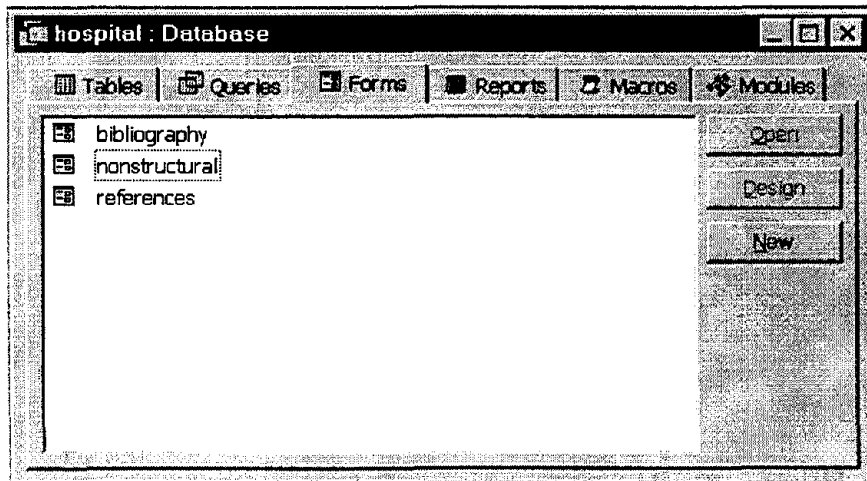 hospital : Database
Tables Queries Forms Reports Macros Modules
bibliography
nonstructural
references
Open
Design
New